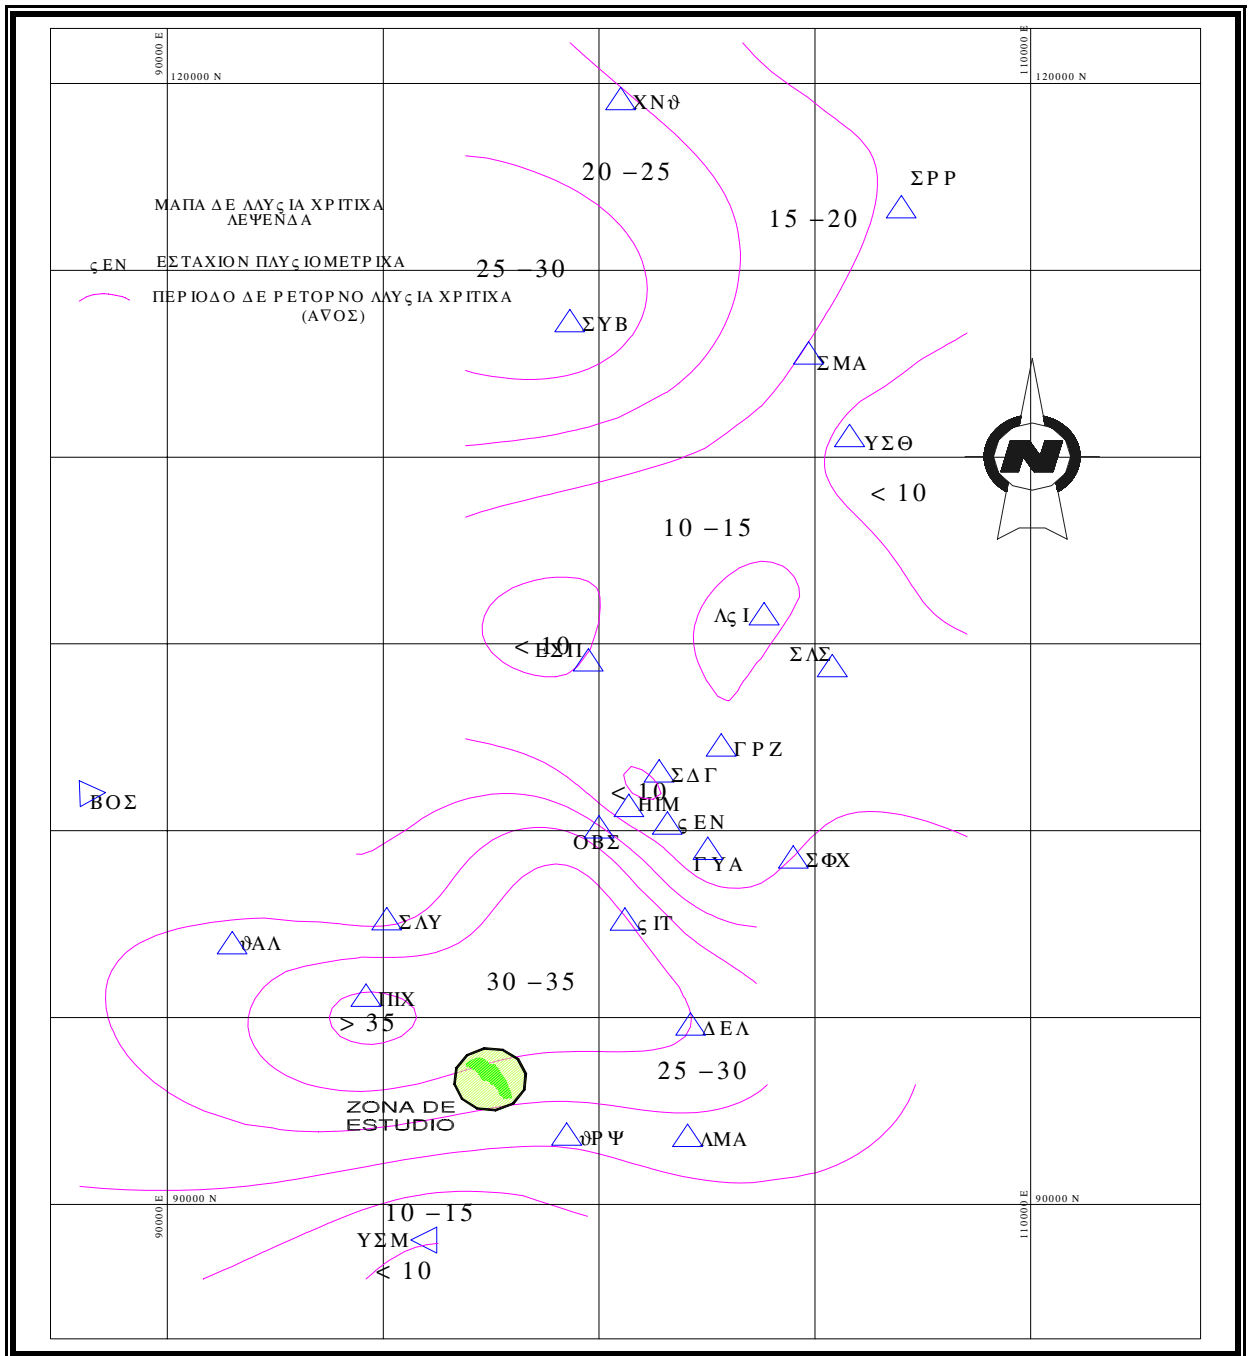 90000 E
120000 N
110000 E
120000 N
ΧΝϑ
20 –25
ΣΡΡ
ΜΑΠΑ ΔΕ ΛΛΥς ΙΑ ΧΡΙΤΙΧΑ
ΛΕΨΕΝΔΑ
15 –20
ς ΕΝ
ΕΣΤΑΧΙΟΝ ΠΛΥς ΙΟΜΕΤΡΙΧΑ
25 –30
ΠΕΡΙΟΔΟ ΔΕ ΡΕΤΟΡΝΟ ΛΛΥς ΙΑ ΧΡΙΤΙΧΑ
(Α∇ΟΣ)
ΣΥΒ
ΣΜΑ
ΥΣΘ
N
< 10
10 –15
Λς Ι
< 10
ΕΣΠ
ΣΛΣ
ΓΡΖ
ΣΔΓ
< 10
ΒΟΣ
ΗΙΜ
ς ΕΝ
ΟΒΣ
ΓΥΑ
ΣΦΧ
ΣΛΥ
ς ΙΤ
ϑΑΛ
30 –35
ΠΙΧ
> 35
ΔΕΛ
25 –30
ZONA DE
ESTUDIO
ϑΡΨ
ΛΜΑ
90000 E
90000 N
10 –15
110000 E
90000 N
ΥΣΜ
< 10